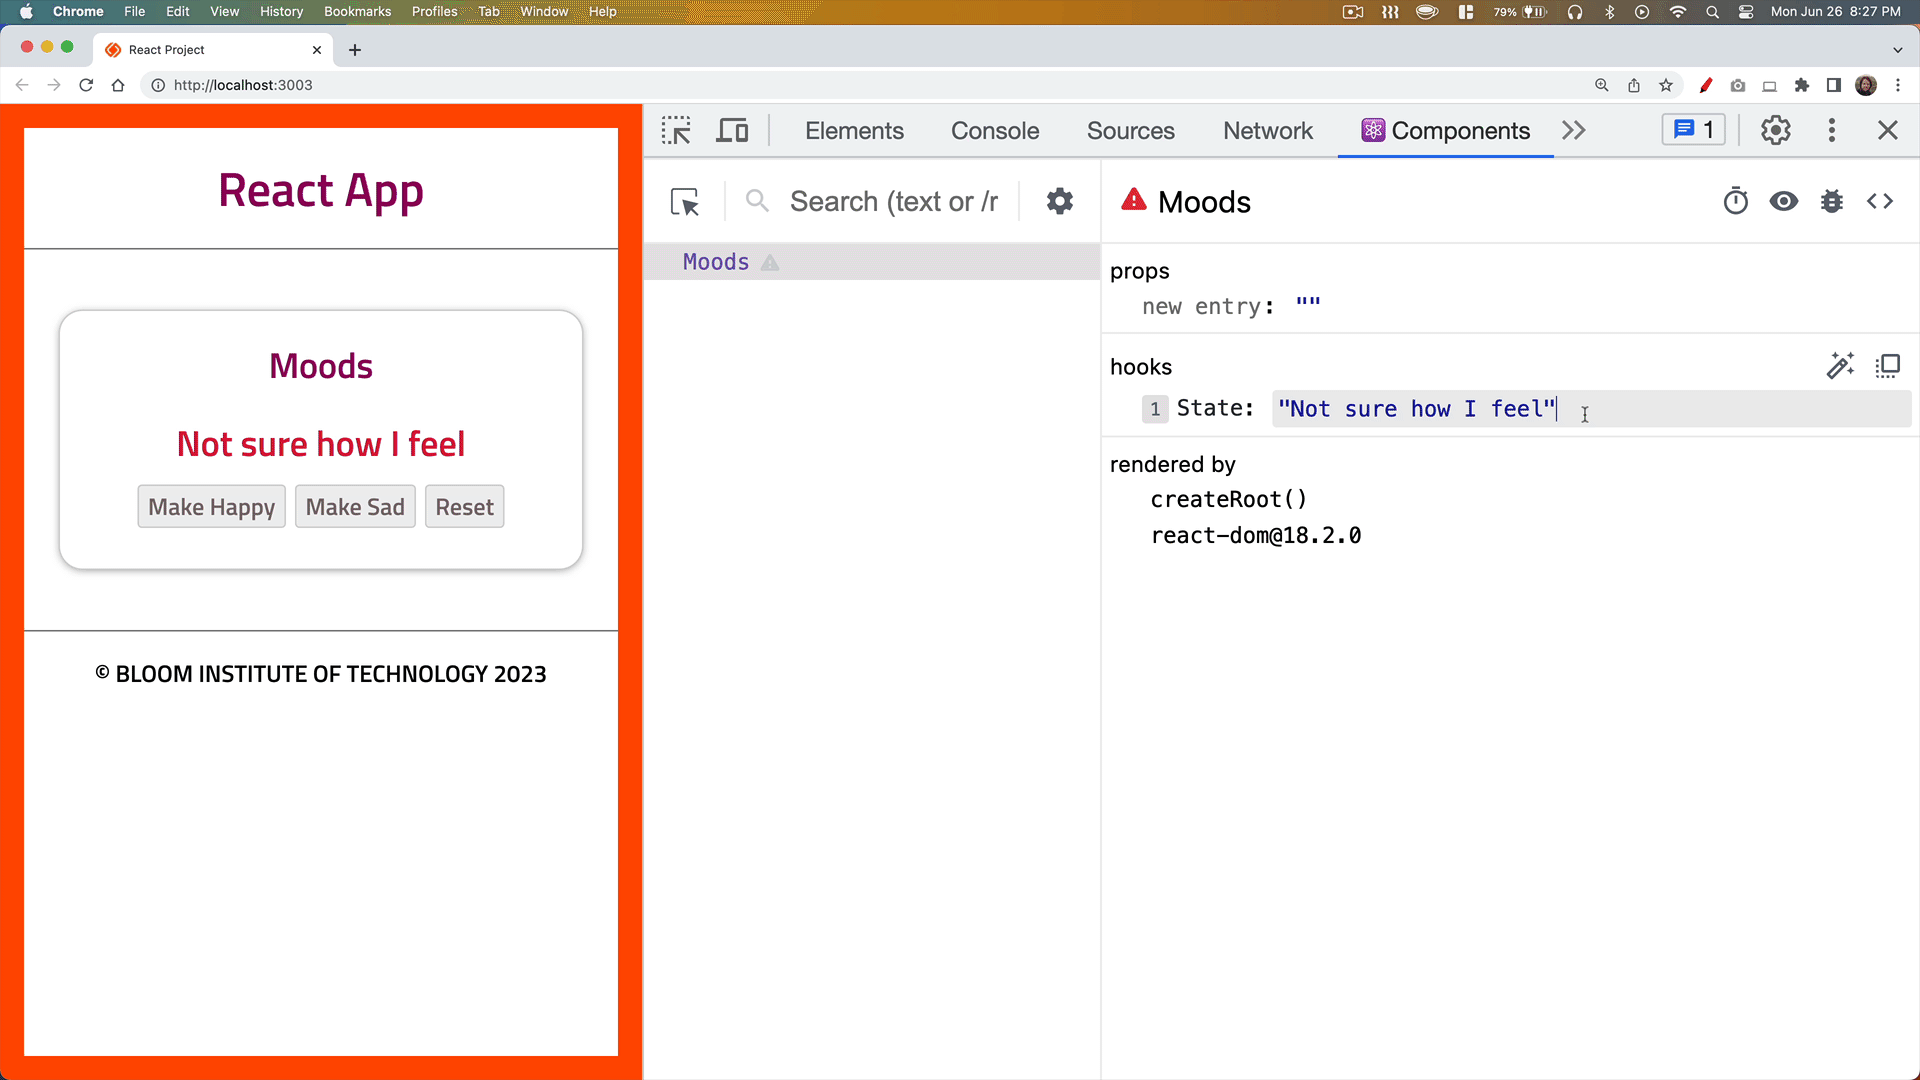 Chrome File Edit View History Bookmarks Profiles Tab Window Help 79% Mon Jun 26 8:27 PM
React Project
http://localhost:3003
Elements Console Sources Network Components 1
React App
Search (text or /r
Moods
Moods
props
new entry: ""
hooks
1 State: "Not sure how I feel"
rendered by
createRoot()
react-dom@18.2.0
Moods
Not sure how I feel
Make Happy Make Sad Reset
© BLOOM INSTITUTE OF TECHNOLOGY 2023